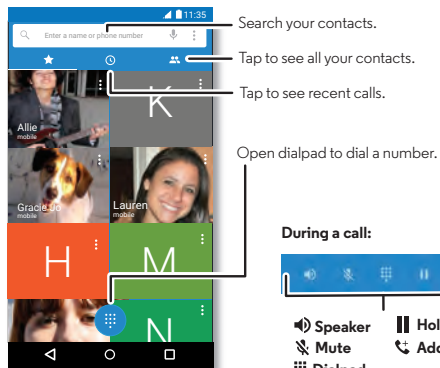 11:35
Enter a name or phone number
Search your contacts.
Tap to see all your contacts.
Tap to see recent calls.
Allie
mobile
K
Open dialpad to dial a number.
Lauren
mobile
mobile
H
M
N
During a call:
Speaker
Mute
Dialpad